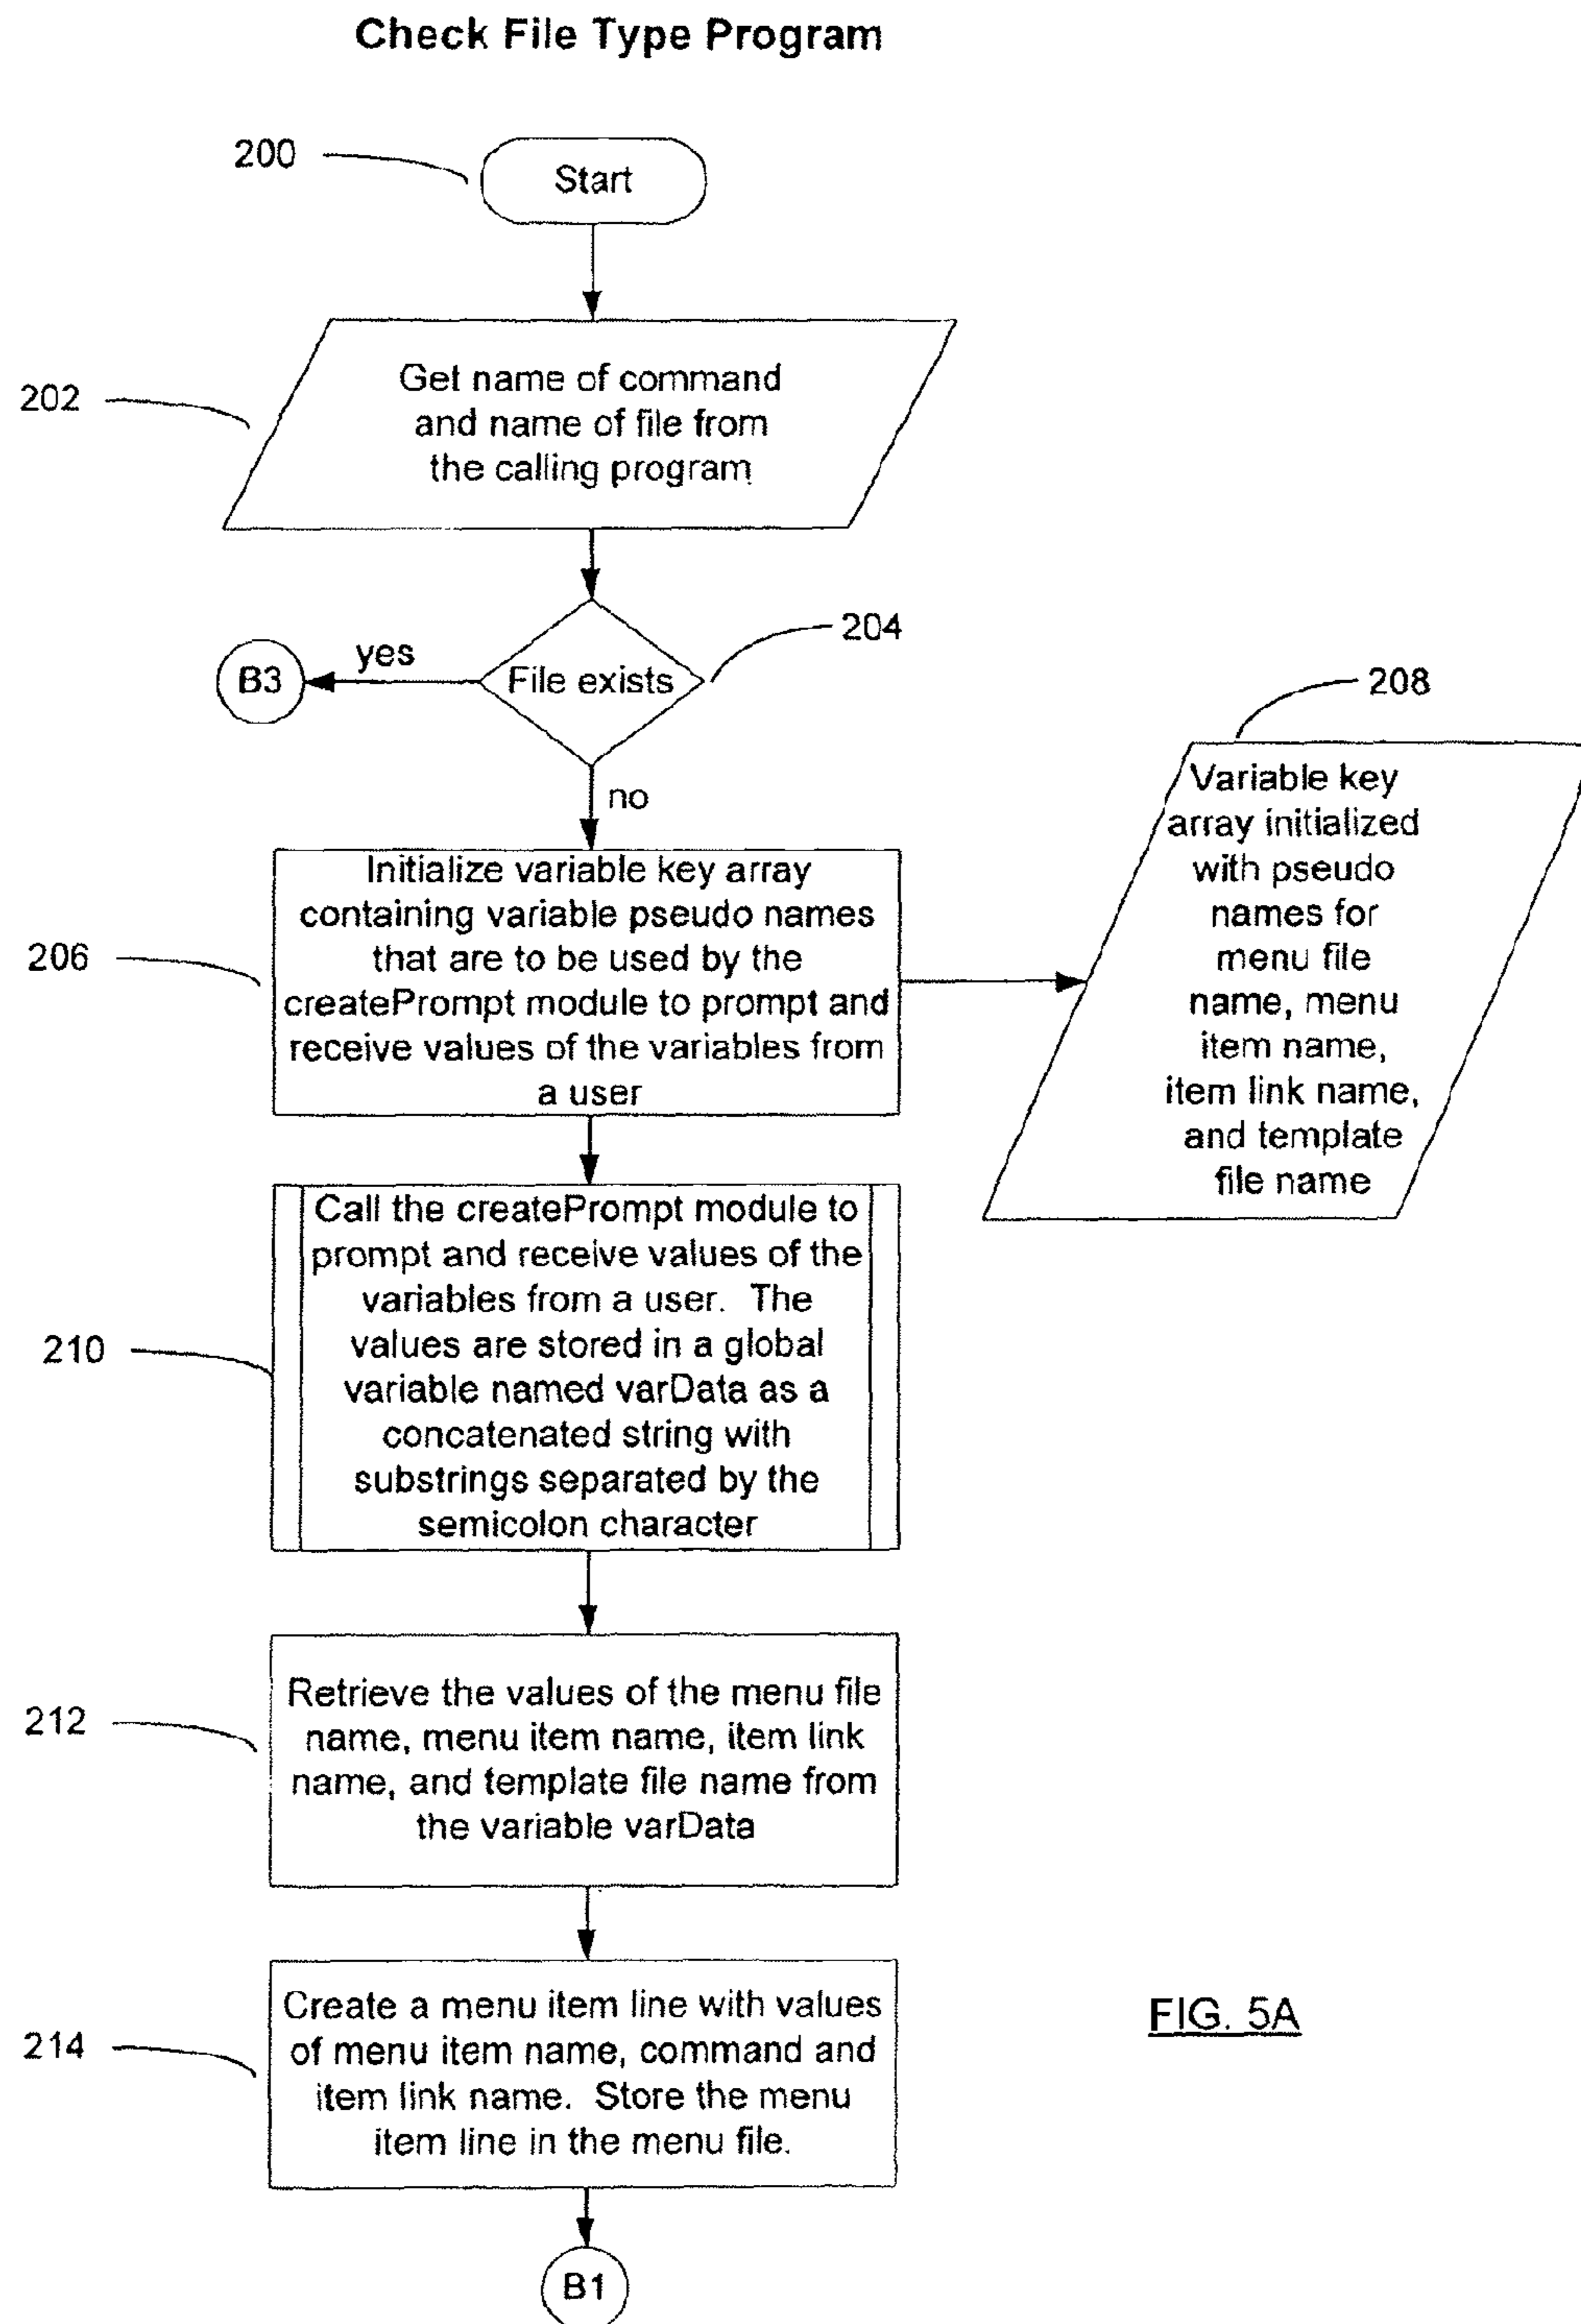 Check File Type Program
200
Start
202
Get name of command
and name of file from
the calling program
204
B3
yes
File exists
no
208
Variable key
array initialized
with pseudo
names for
menu file
name, menu
item name,
item link name,
and template
file name
206
Initialize variable key array
containing variable pseudo names
that are to be used by the
createPrompt module to prompt and
receive values of the variables from
a user
210
Call the createPrompt module to
prompt and receive values of the
variables from a user. The
values are stored in a global
variable named varData as a
concatenated string with
substrings separated by the
semicolon character
212
Retrieve the values of the menu file
name, menu item name, item link
name, and template file name from
the variable varData
214
Create a menu item line with values
of menu item name, command and
item link name. Store the menu
item line in the menu file.
FIG. 5A
B1